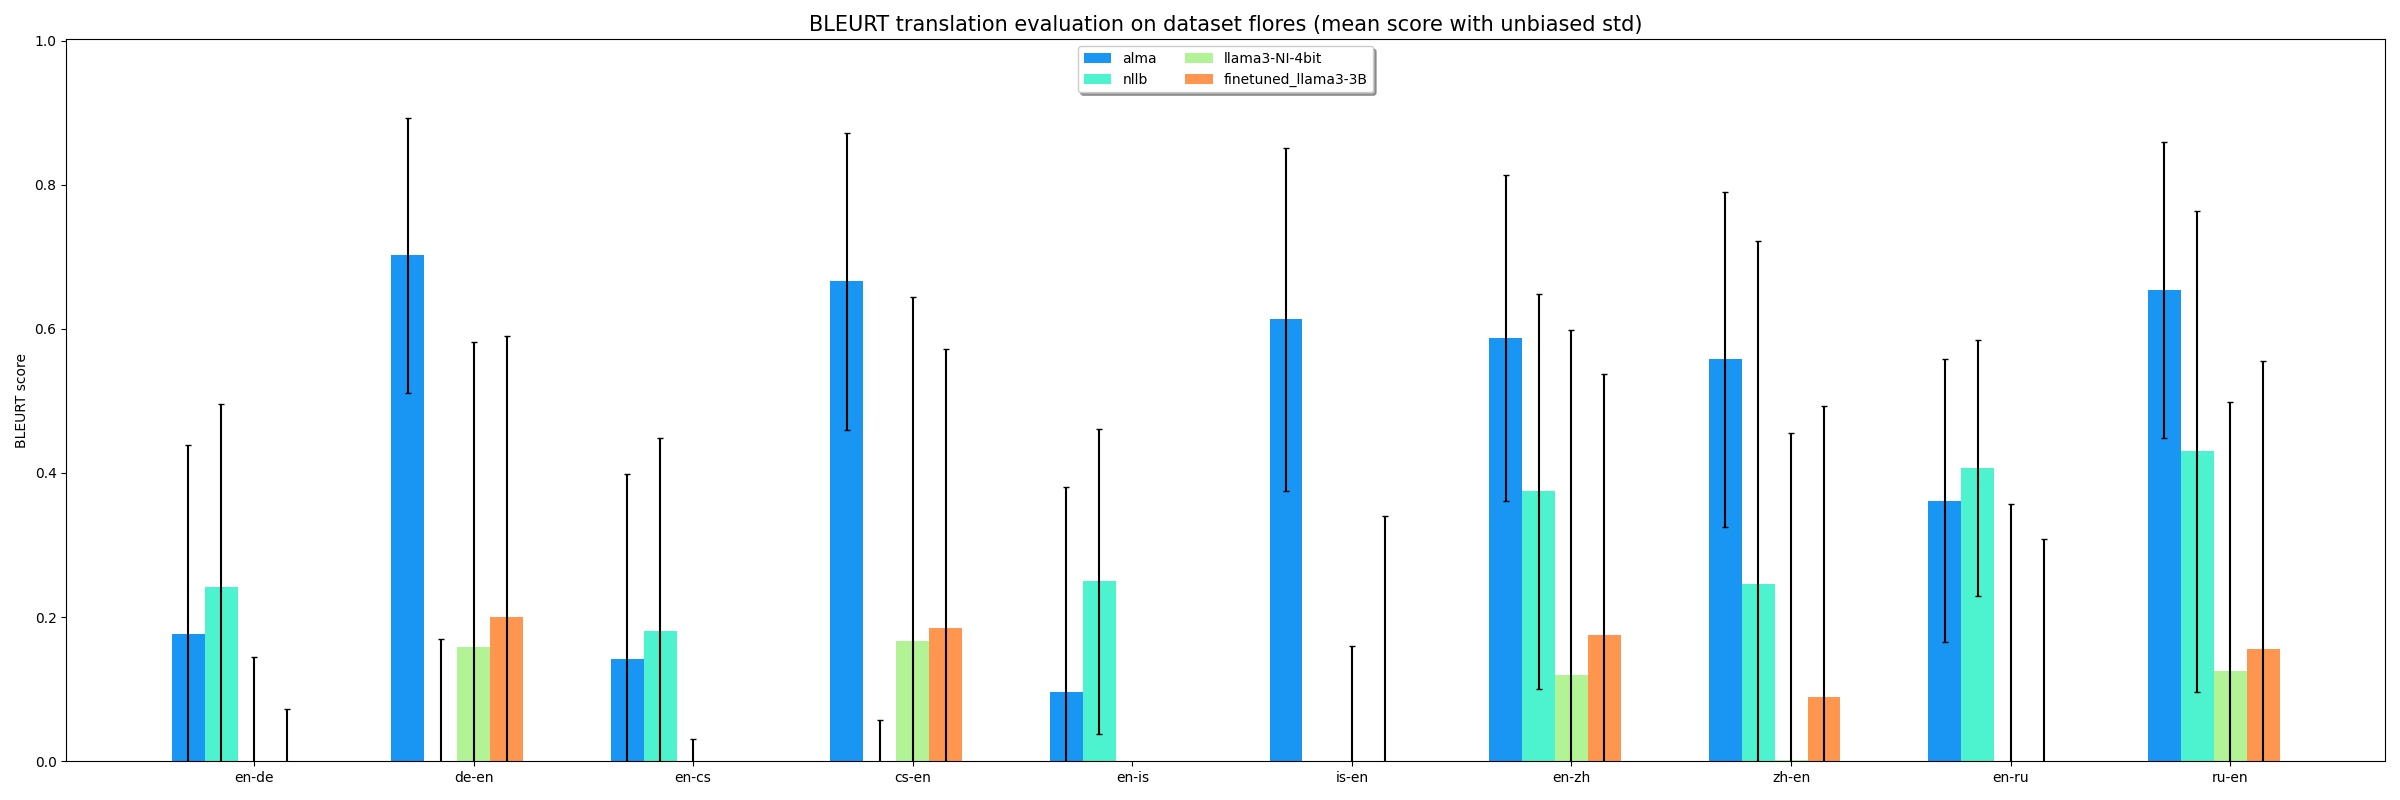 BLEURT translation evaluation on dataset flores (mean score with unbiased std)
alma
nllb
llama3-NI-4bit
finetuned_llama3-3B
BLEURT score
1.0
0.8
0.6
0.4
0.2
0.0
en-de de-en en-cs cs-en en-is is-en en-zh zh-en en-ru ru-en